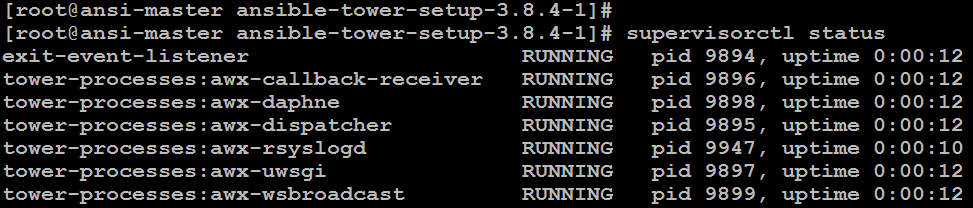 [root@ansi-master ansible-tower-setup-3.8.4-1]#
[root@ansi-master ansible-tower-setup-3.8.4-1]# supervisorctl status
exit-event-listener                      RUNNING   pid 9894, uptime 0:00:12
tower-processes:awx-callback-receiver    RUNNING   pid 9896, uptime 0:00:12
tower-processes:awx-daphne               RUNNING   pid 9898, uptime 0:00:12
tower-processes:awx-dispatcher           RUNNING   pid 9895, uptime 0:00:12
tower-processes:awx-rsyslogd             RUNNING   pid 9947, uptime 0:00:10
tower-processes:awx-uwsgi                RUNNING   pid 9897, uptime 0:00:12
tower-processes:awx-wsbroadcast          RUNNING   pid 9899, uptime 0:00:12